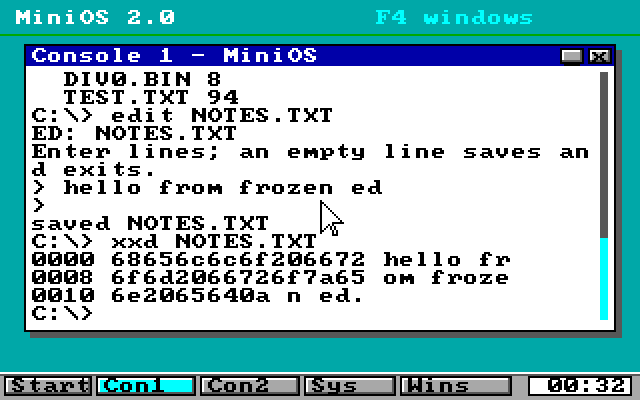 MiniOS 2.0 F4 windows
Console 1 - MiniOS
DIV0.BIN 8
TEST.TXT 94
C:\> edit NOTES.TXT
ED: NOTES.TXT
Enter lines; an empty line saves an
d exits.
> hello from frozen ed
>
saved NOTES.TXT
C:\> xxd NOTES.TXT
0000 68656c6c6f206672 hello fr
0008 6f6d2066726f7a65 om froze
0010 6e2065640a n ed.
C:\>
Start Con1 Con2 Sys Wins 00:32